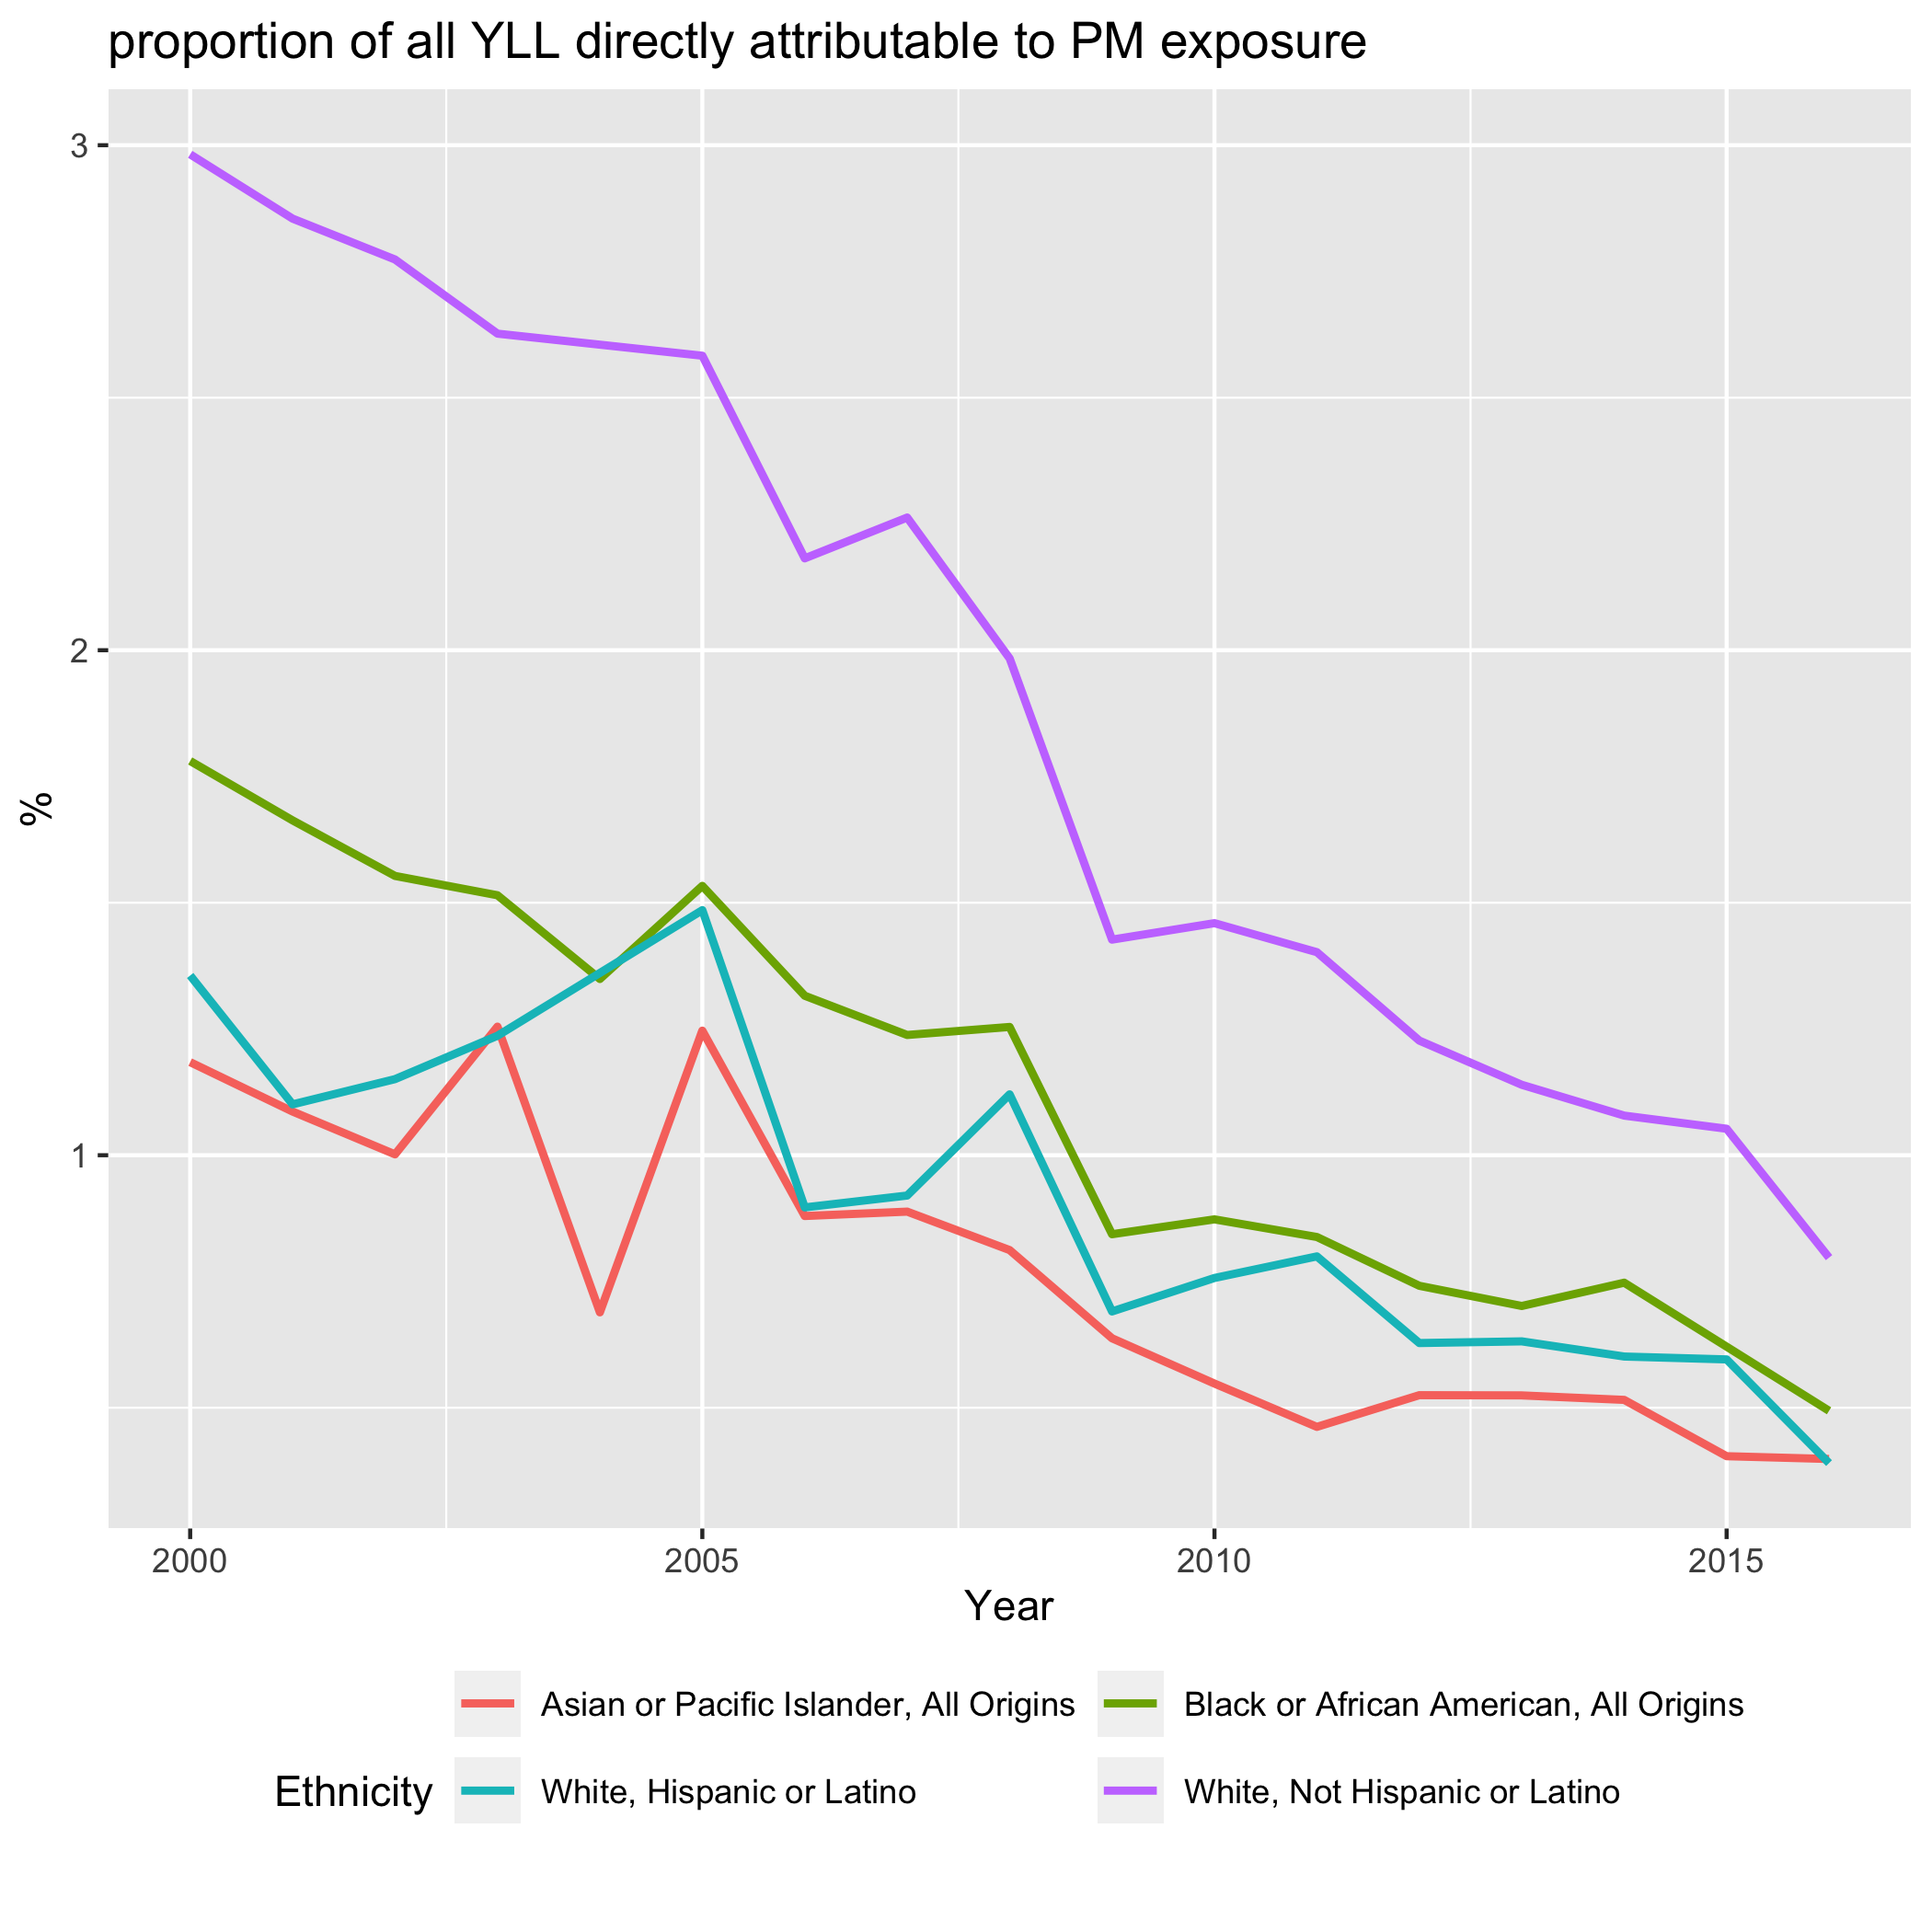 proportion of all YLL directly attributable to PM exposure
3
2
1
%
2000 2005 2010 2015
Year
Ethnicity
Asian or Pacific Islander, All Origins
Black or African American, All Origins
White, Hispanic or Latino
White, Not Hispanic or Latino